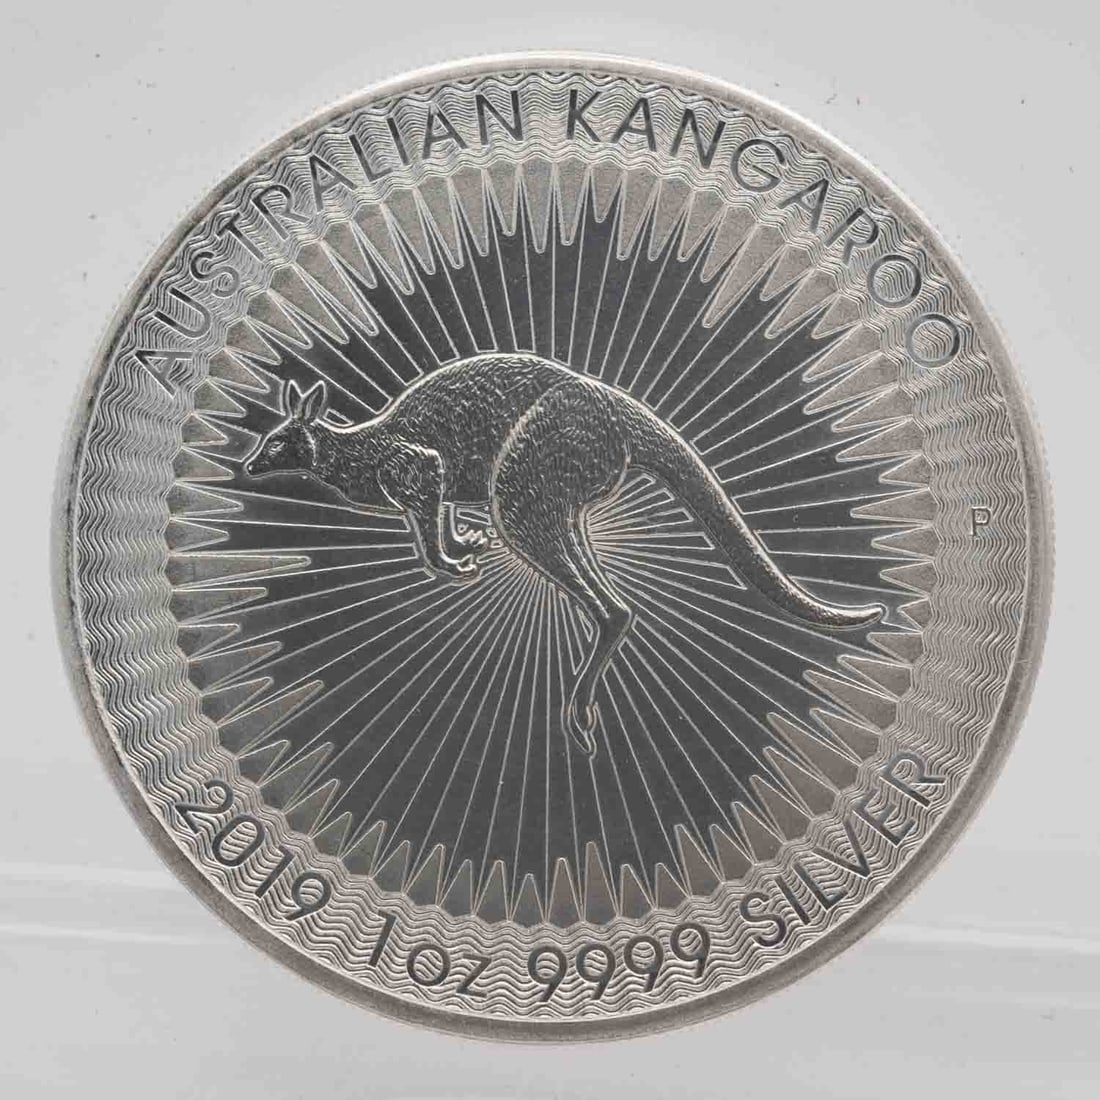 AUSTRALIAN KANGAROO
P
2019 1oz 9999 SILVER